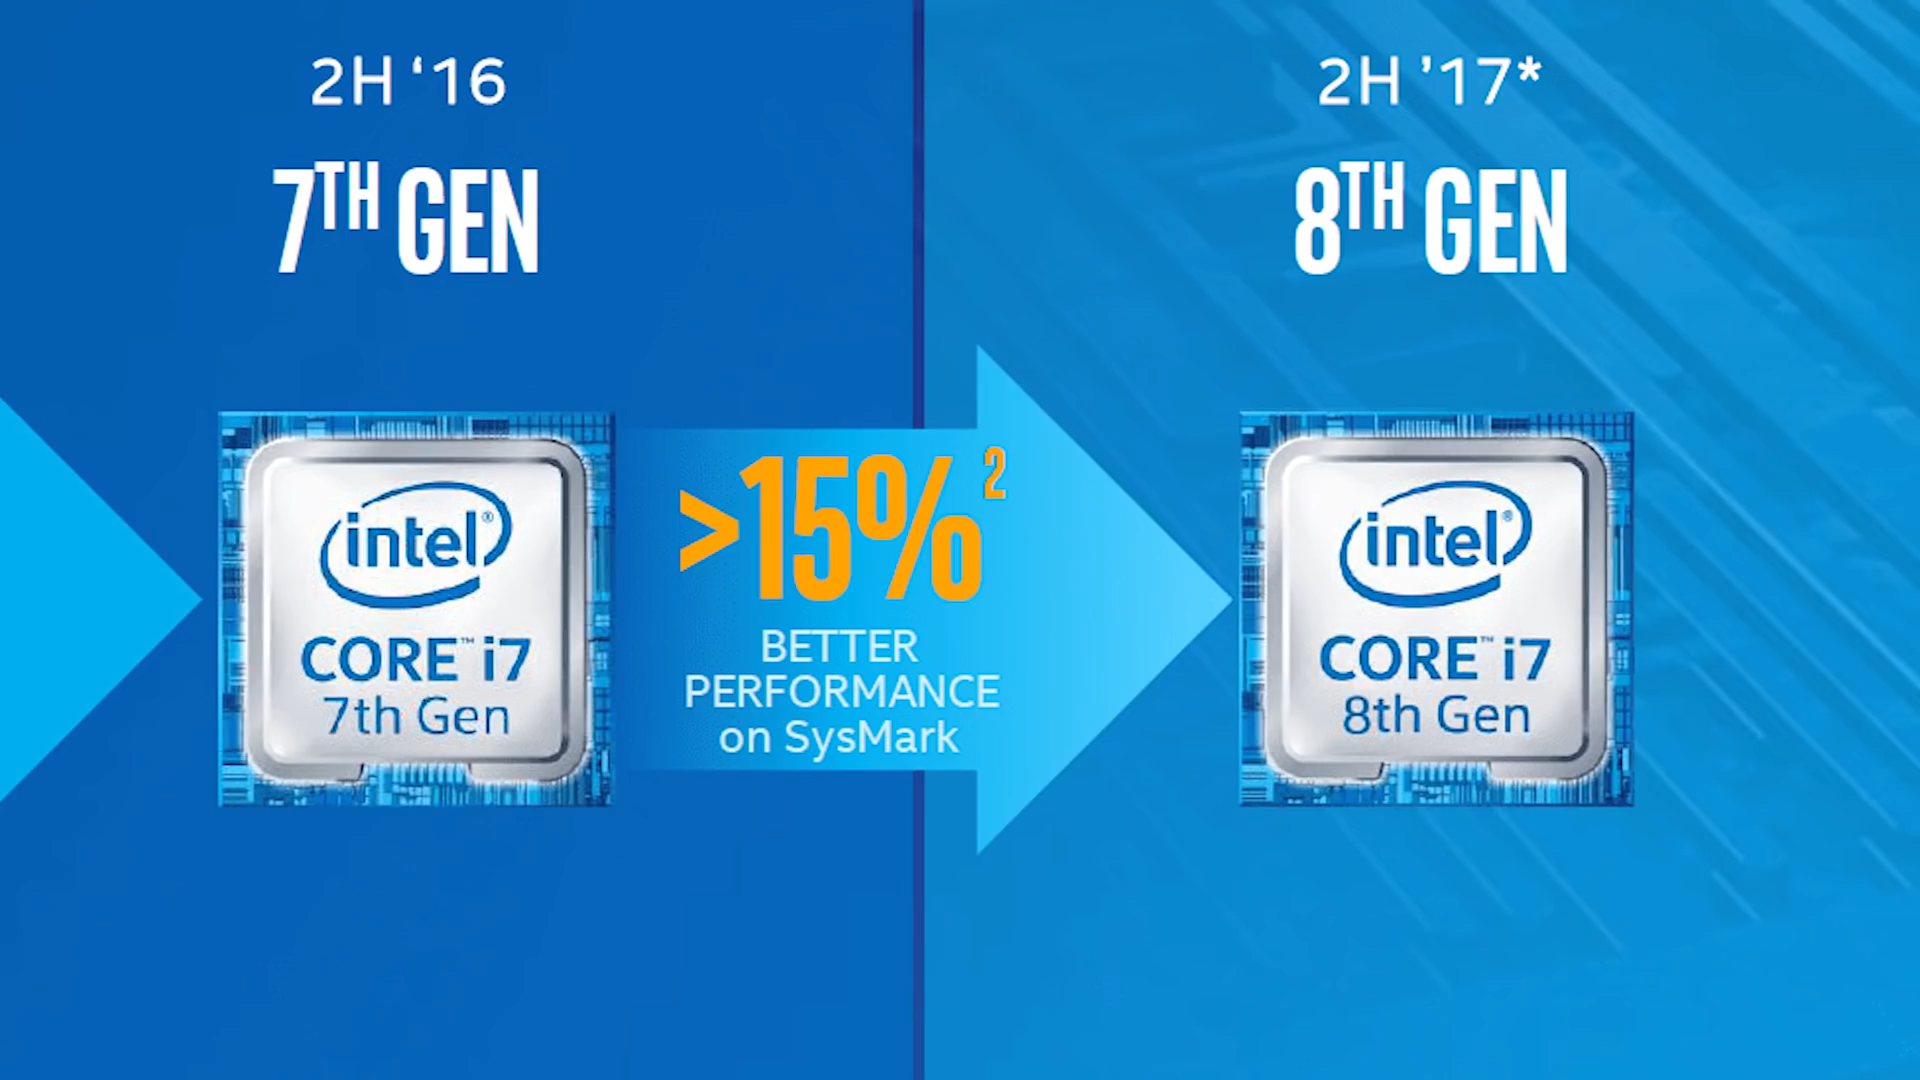 2H ‘16
7TH GEN
intel®
CORE™ i7
7th Gen
>15%²
BETTER
PERFORMANCE
on SysMark
2H ’17*
8TH GEN
intel®
CORE™ i7
8th Gen